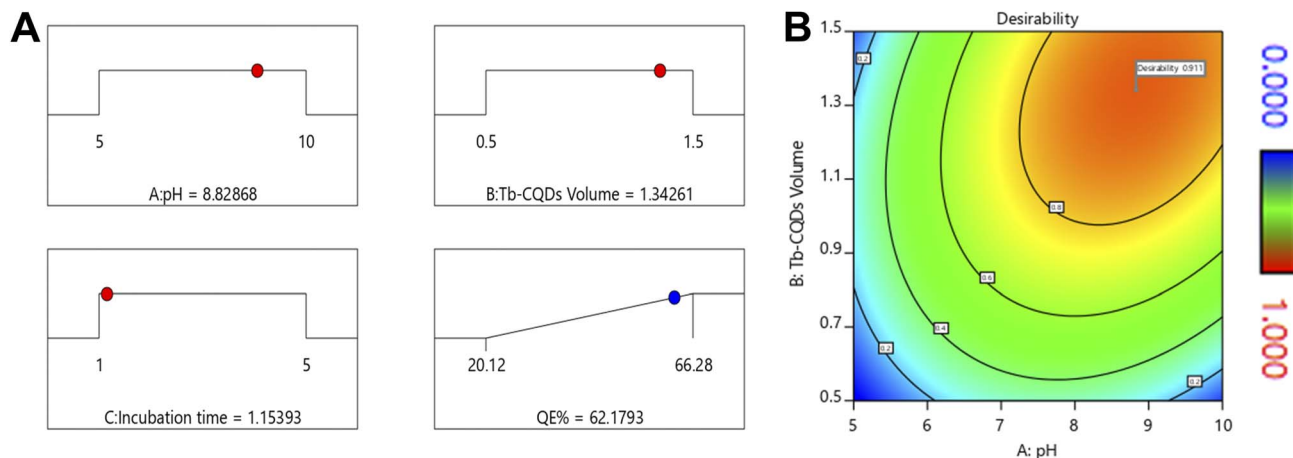 A
5 10
A:pH = 8.82868
0.5 1.5
B:Tb-CQDs Volume = 1.34261
1 5
C:Incubation time = 1.15393
20.12 66.28
QE% = 62.1793
B
Desirability
B: Tb-CQDs Volume
1.5
1.3
1.1
0.9
0.7
0.5
0.2
Desirability 0.911
0.8
0.6
0.4
0.2
0.2
5 6 7 8 9 10
A: pH
0.000
1.000